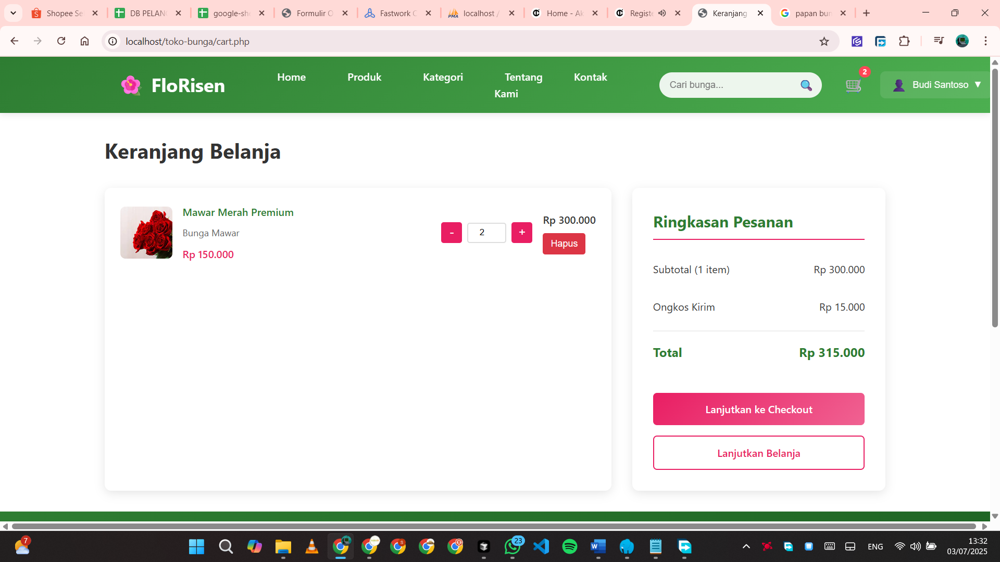 Shopee Se
DB PELAN
google-she
Formulir O
Fastwork C
localhost /
Home - Ak
Registe
Keranjang
papan bun
localhost/toko-bunga/cart.php
FloRisen
Home
Produk
Kategori
Tentang
Kami
Kontak
Cari bunga...
2
Budi Santoso ▼
Keranjang Belanja
Mawar Merah Premium
Bunga Mawar
Rp 150.000
-
2
+
Rp 300.000
Hapus
Ringkasan Pesanan
Subtotal (1 item) Rp 300.000
Ongkos Kirim Rp 15.000
Total Rp 315.000
Lanjutkan ke Checkout
Lanjutkan Belanja
7
23
ENG
13:32
03/07/2025